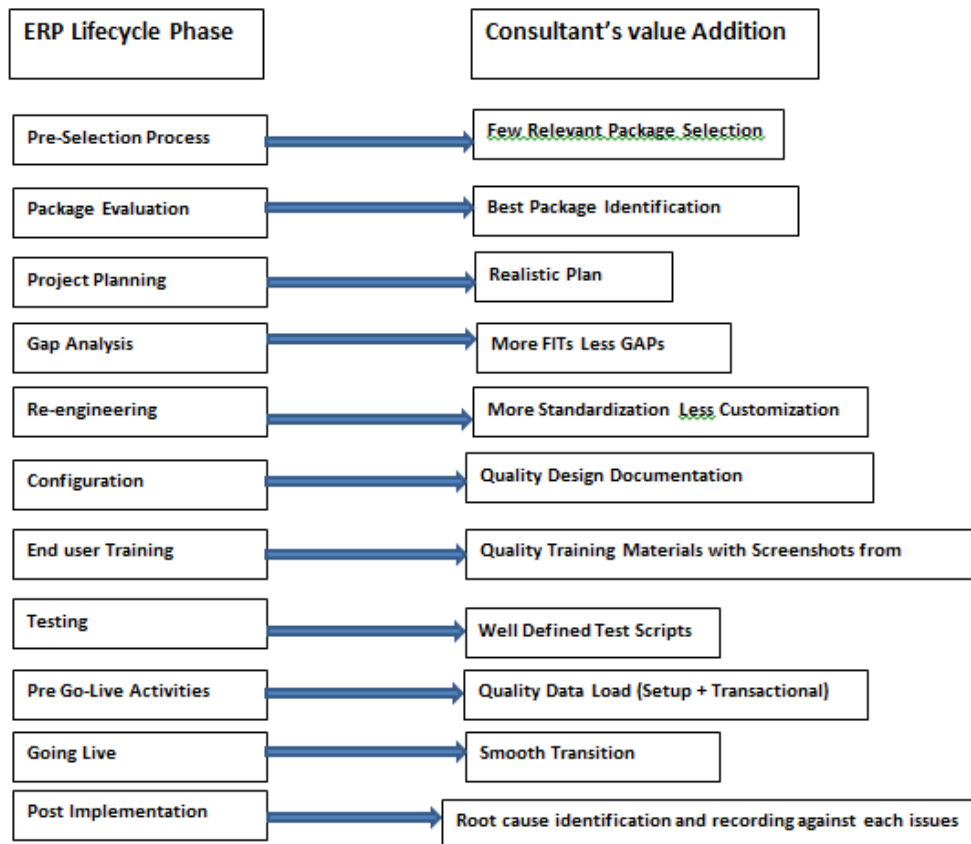 ERP Lifecycle Phase
Consultant's value Addition
Pre-Selection Process
Few Relevant Package Selection
Package Evaluation
Best Package Identification
Project Planning
Realistic Plan
Gap Analysis
More FITs Less GAPs
Re-engineering
More Standardization Less Customization
Configuration
Quality Design Documentation
End user Training
Quality Training Materials with Screenshots from
Testing
Well Defined Test Scripts
Pre Go-Live Activities
Quality Data Load (Setup + Transactional)
Going Live
Smooth Transition
Post Implementation
Root cause identification and recording against each issues